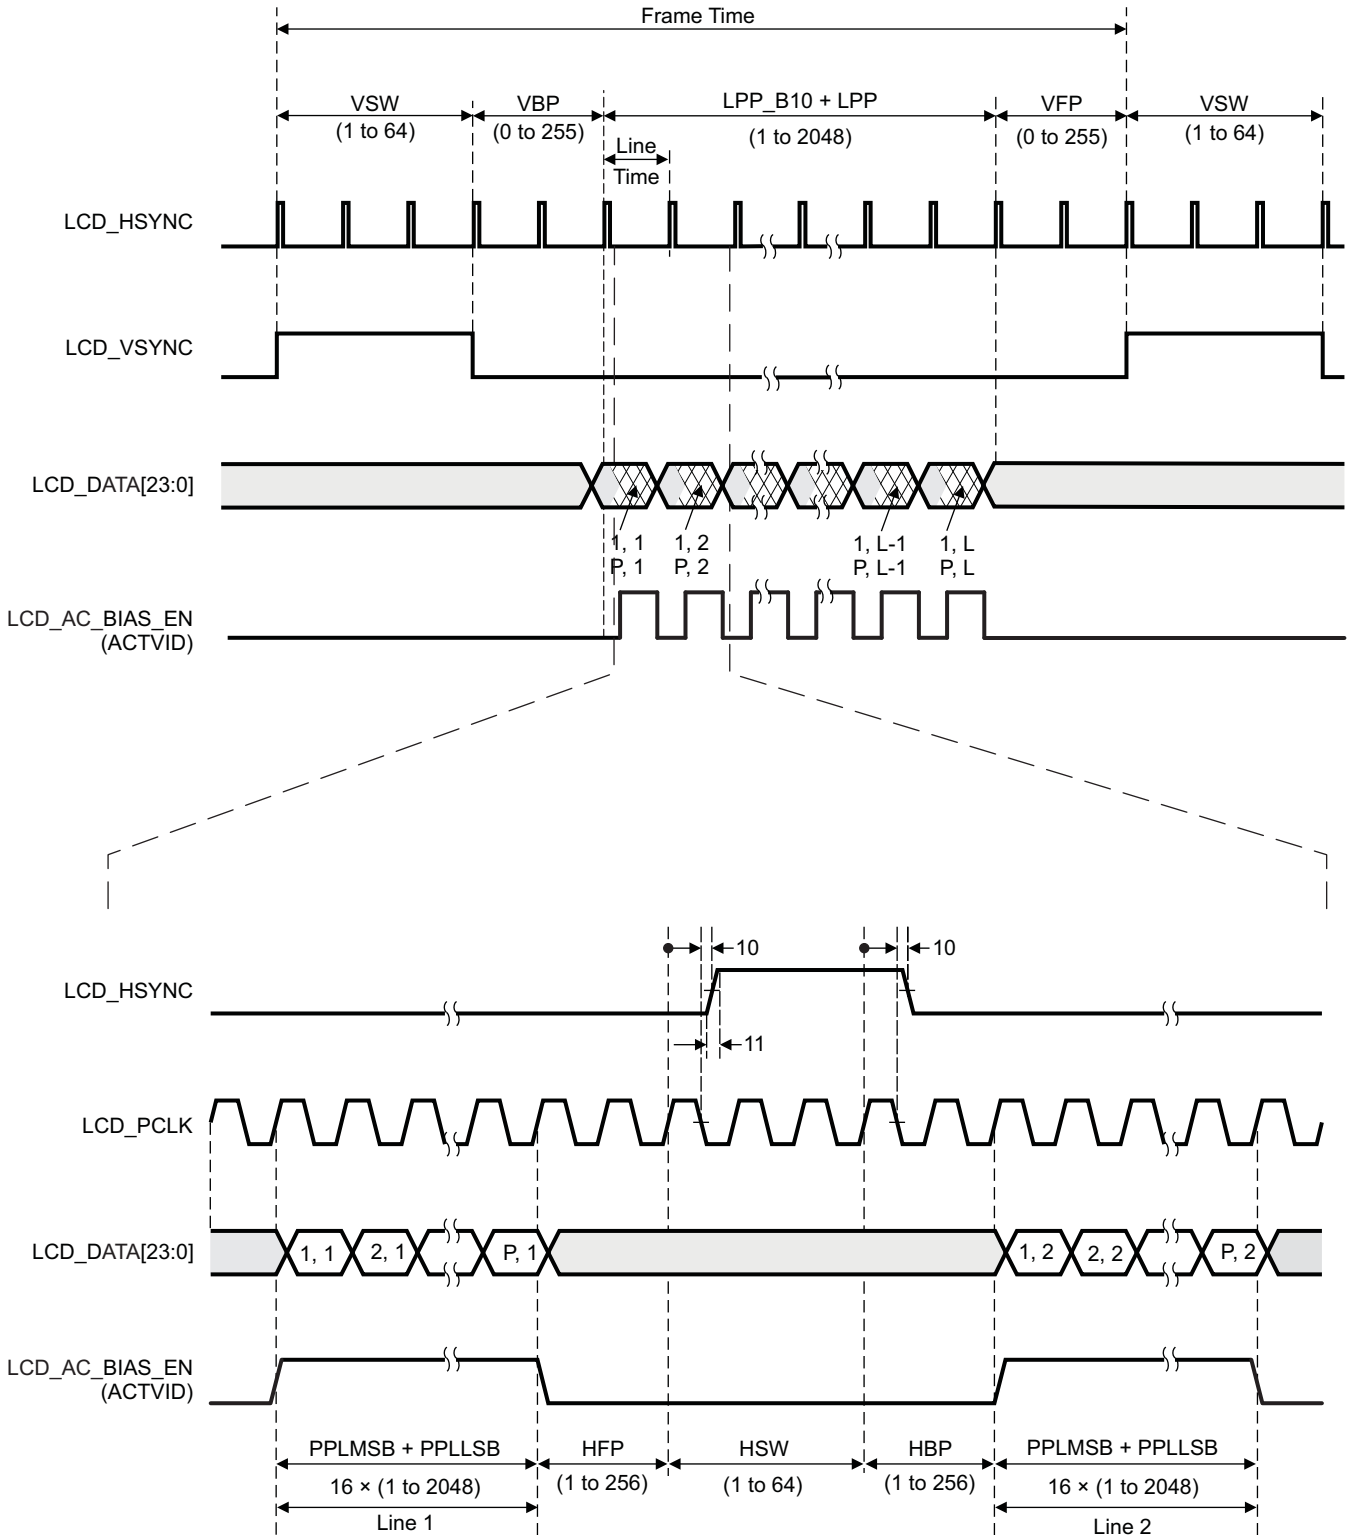 Frame Time
VSW
(1 to 64)
VBP
(0 to 255)
LPP_B10 + LPP
(1 to 2048)
VFP
(0 to 255)
VSW
(1 to 64)
Line
Time
LCD_HSYNC
LCD_VSYNC
LCD_DATA[23:0]
1, 1
P, 1
1, 2
P, 2
1, L-1
P, L-1
1, L
P, L
LCD_AC_BIAS_EN
(ACTVID)
10
10
LCD_HSYNC
11
LCD_PCLK
LCD_DATA[23:0]
1, 1
2, 1
P, 1
1, 2
2, 2
P, 2
LCD_AC_BIAS_EN
(ACTVID)
PPLMSB + PPLLSB
16 × (1 to 2048)
Line 1
HFP
(1 to 256)
HSW
(1 to 64)
HBP
(1 to 256)
PPLMSB + PPLLSB
16 × (1 to 2048)
Line 2